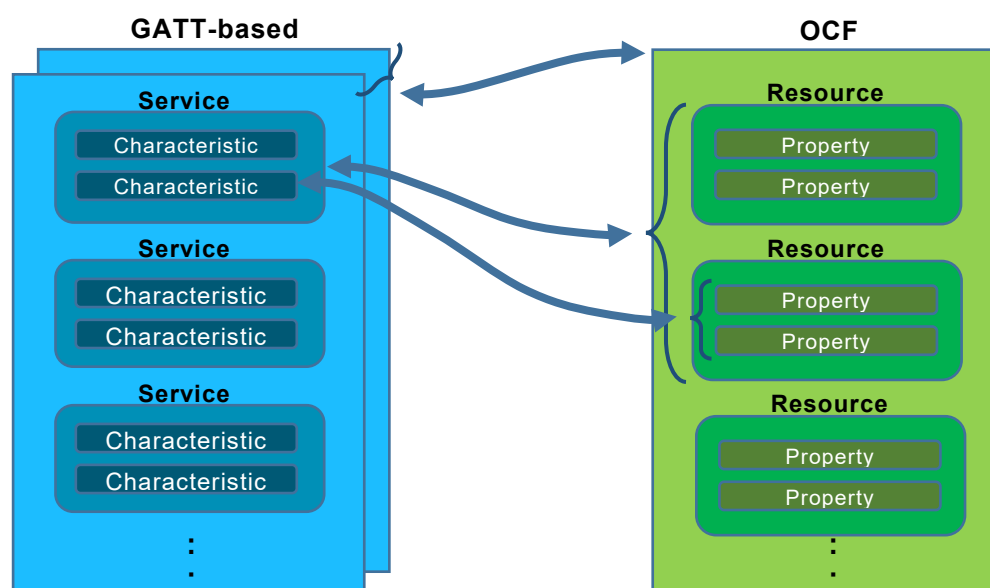 GATT-based
Service
Characteristic
Characteristic
Service
Characteristic
Characteristic
Service
Characteristic
Characteristic
:
.
OCF
Resource
Property
Property
Resource
Property
Property
Resource
Property
Property
:
.